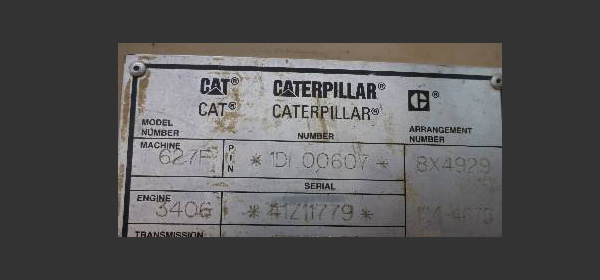 CAT® CATERPILLAR® C®
CAT® CATERPILLAR®
MODEL NUMBER NUMBER ARRANGEMENT NUMBER
MACHINE 627F PIN *1DL00607* 8X4929
SERIAL
ENGINE 3406 *41Z11779*
TRANSMISSION